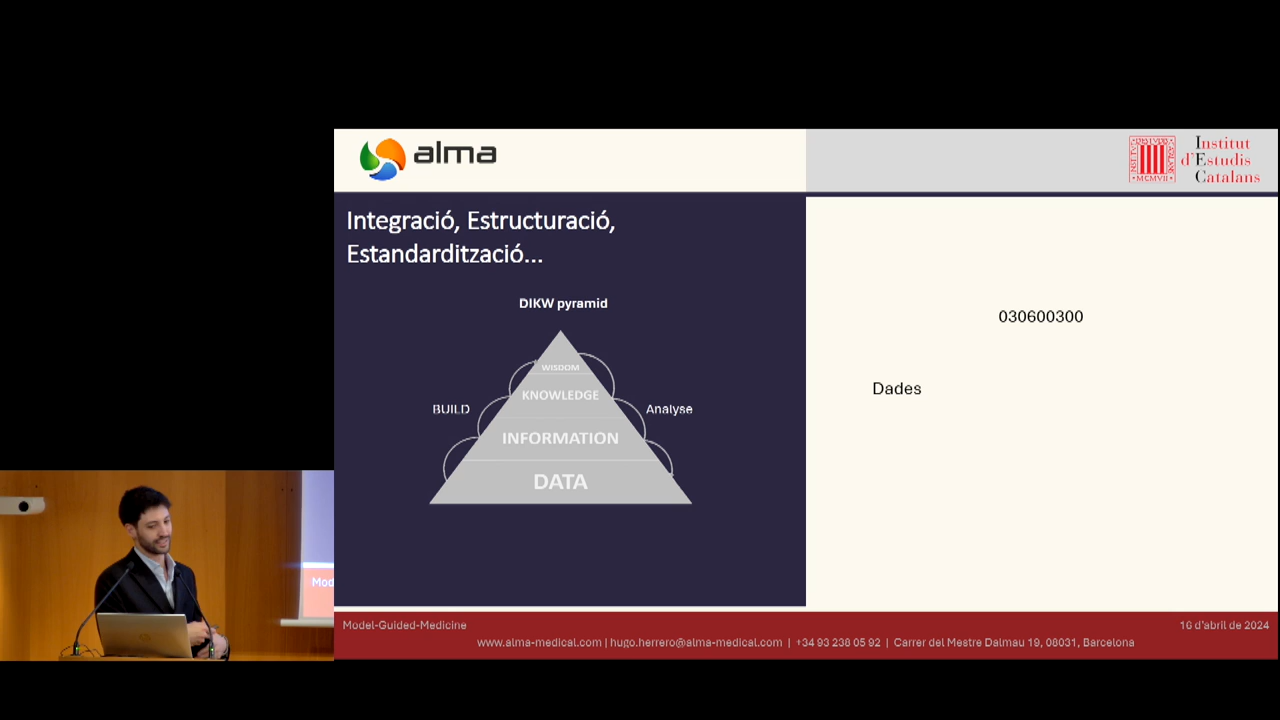 alma
Institut
d'Estudis
Catalans
MCMVII
Integració, Estructuració,
Estandardització...
DIKW pyramid
WISDOM
KNOWLEDGE
BUILD
Analyse
INFORMATION
DATA
030600300
Dades
Mod
Model-Guided-Medicine
16 d'abril de 2024
www.alma-medical.com | hugo.herrero@alma-medical.com | +34 93 238 05 92 | Carrer del Mestre Dalmau 19, 08031, Barcelona